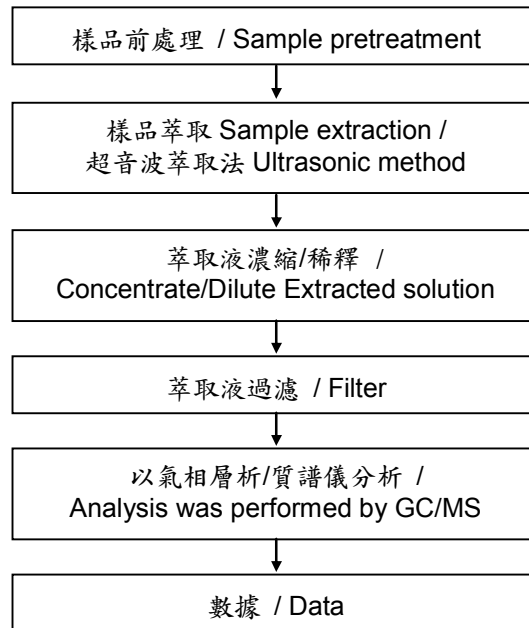 樣品前處理 / Sample pretreatment
樣品萃取 Sample extraction /
超音波萃取法 Ultrasonic method
萃取液濃縮/稀釋 /
Concentrate/Dilute Extracted solution
萃取液過濾 / Filter
以氣相層析/質譜儀分析 /
Analysis was performed by GC/MS
數據 / Data